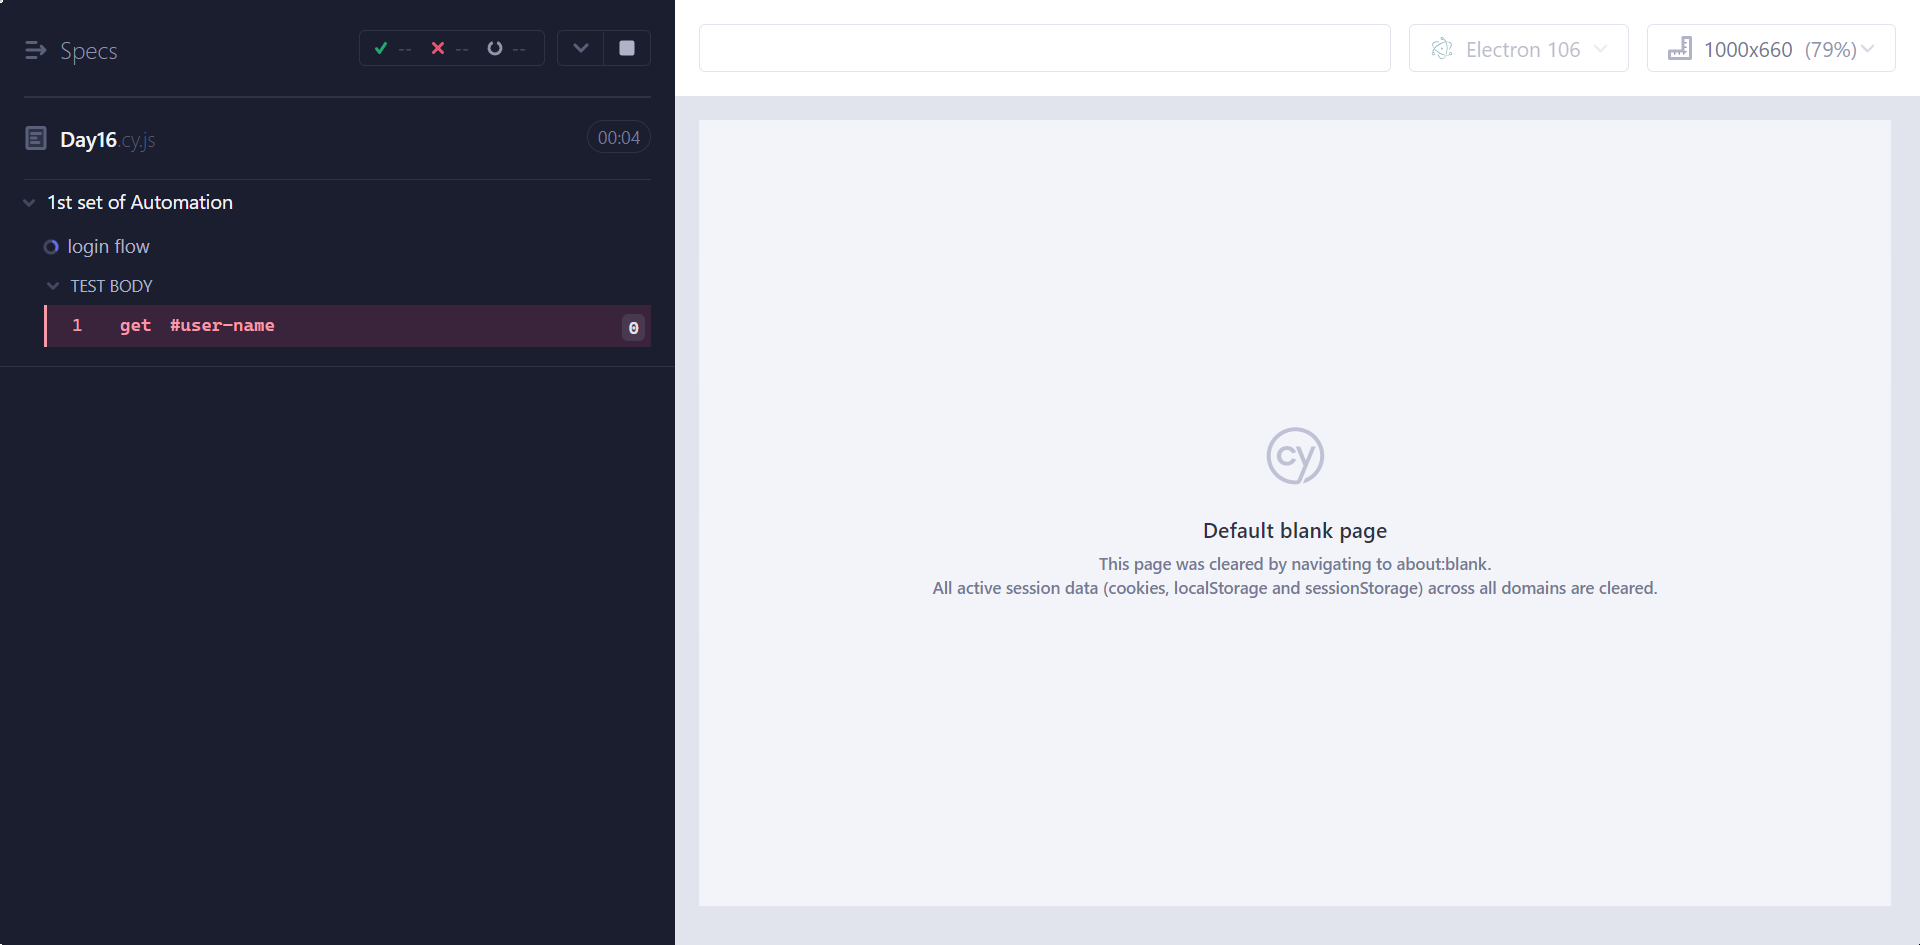 Specs
-- -- --
Day16.cy.js
00:04
1st set of Automation
login flow
TEST BODY
1 get #user-name 0
Electron 106
1000x660 (79%)
cy
Default blank page
This page was cleared by navigating to about:blank.
All active session data (cookies, localStorage and sessionStorage) across all domains are cleared.